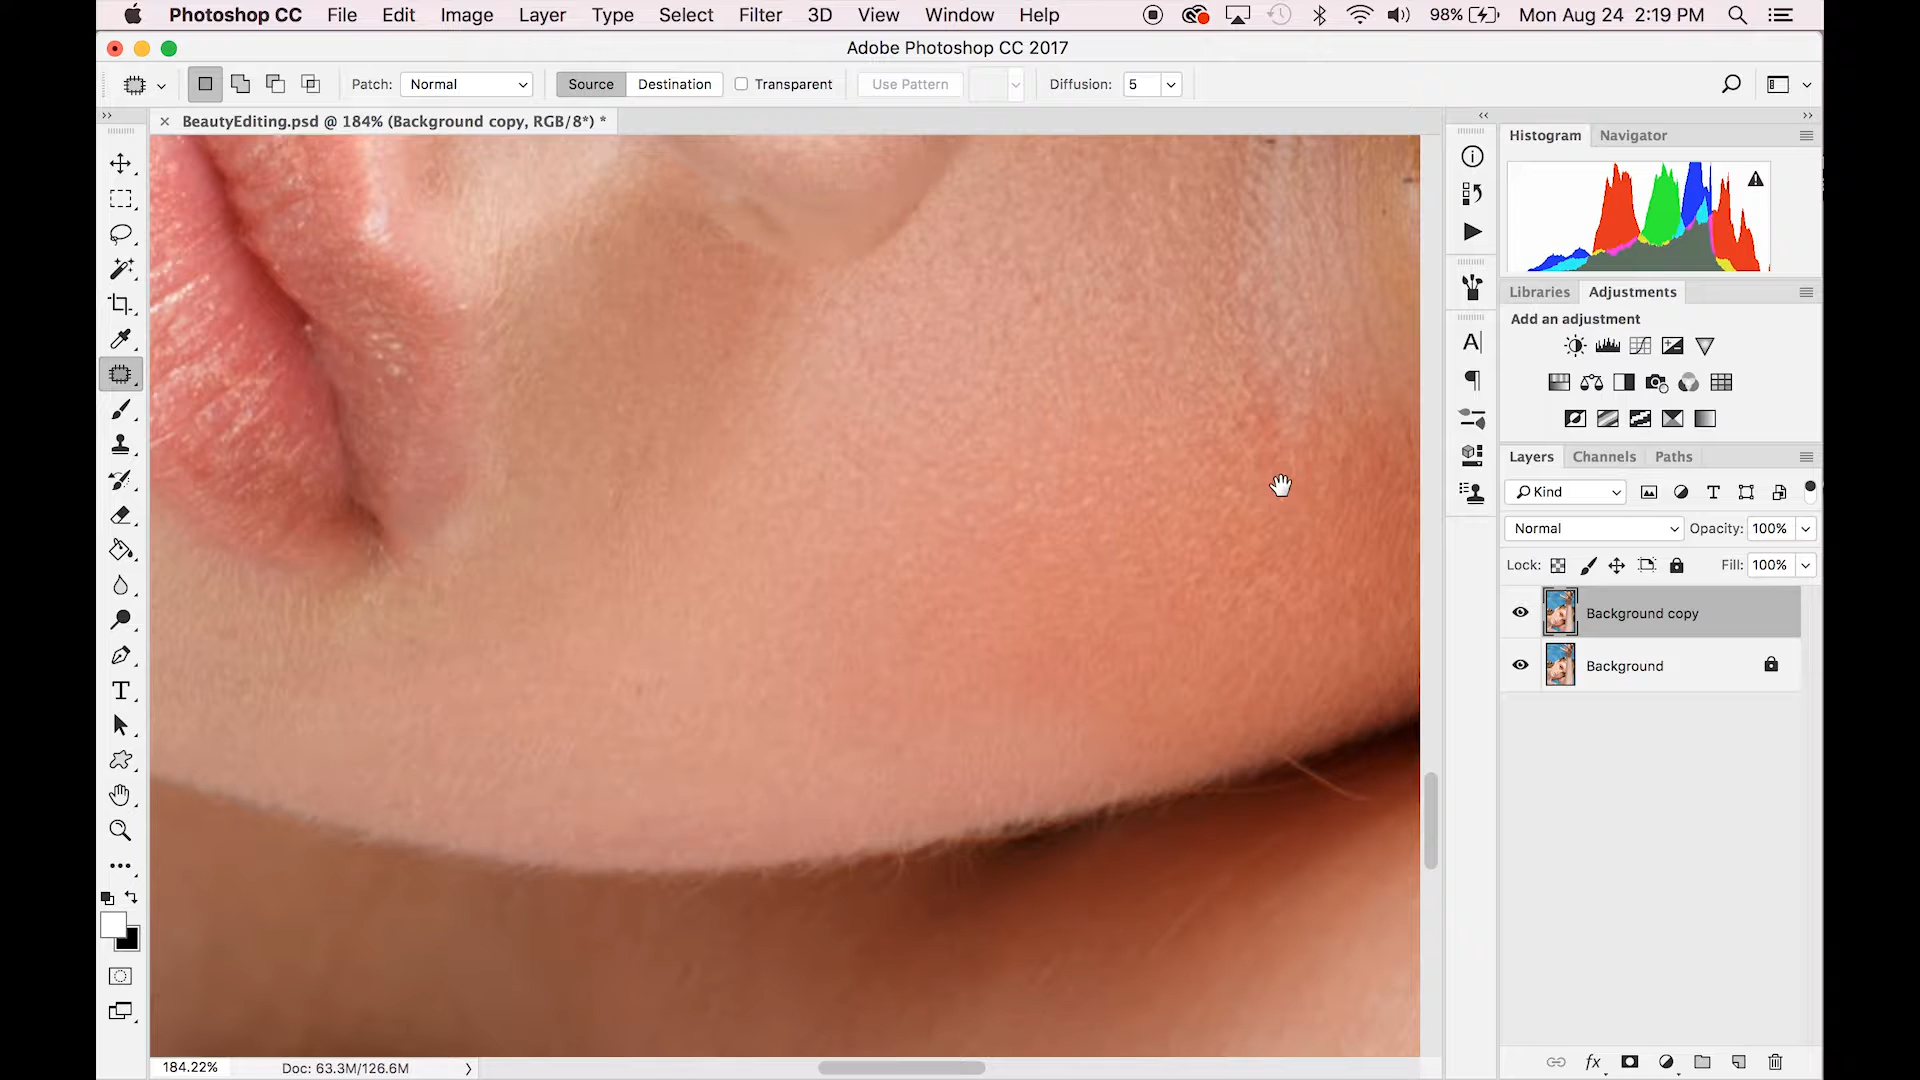 Photoshop CC File Edit Image Layer Type Select Filter 3D View Window Help 98% Mon Aug 24 2:19 PM
Adobe Photoshop CC 2017
Patch: Normal Source Destination Transparent Use Pattern Diffusion: 5
BeautyEditing.psd @ 184% (Background copy, RGB/8*) *
Histogram Navigator
Libraries Adjustments
Add an adjustment
Layers Channels Paths
Kind
Normal Opacity: 100%
Lock: Fill: 100%
Background copy
Background
184.22% Doc: 63.3M/126.6M